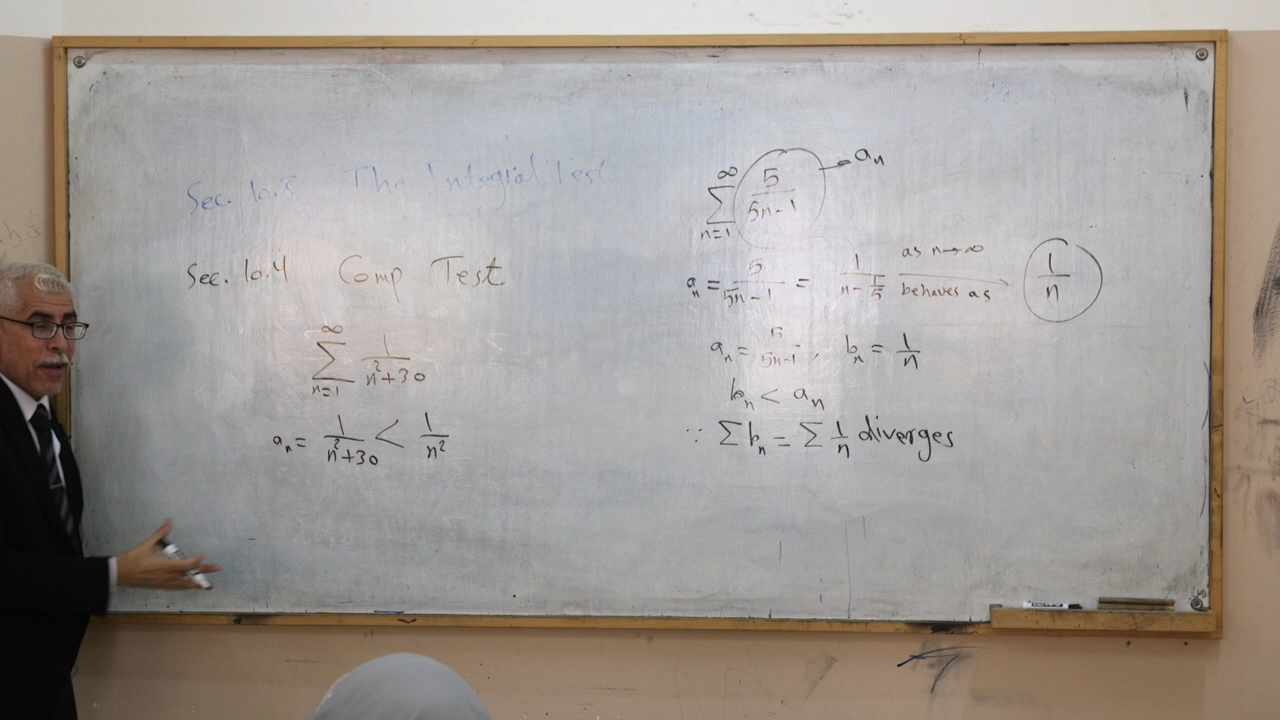 Sec. 10.3 The Integral Test
Sec. 10.4 Comp Test
∞ ∑ n=1 1/(n²+30)
aₙ = 1/(n²+30) < 1/n²
∞ ∑ n=1 5/(5n-1) → aₙ
aₙ = 5/(5n-1) = 1/(n-1/5) as n→∞ behaves as 1/n
aₙ = 5/(5n-1), bₙ = 1/n
bₙ < aₙ
∵ ∑ bₙ = ∑ 1/n diverges